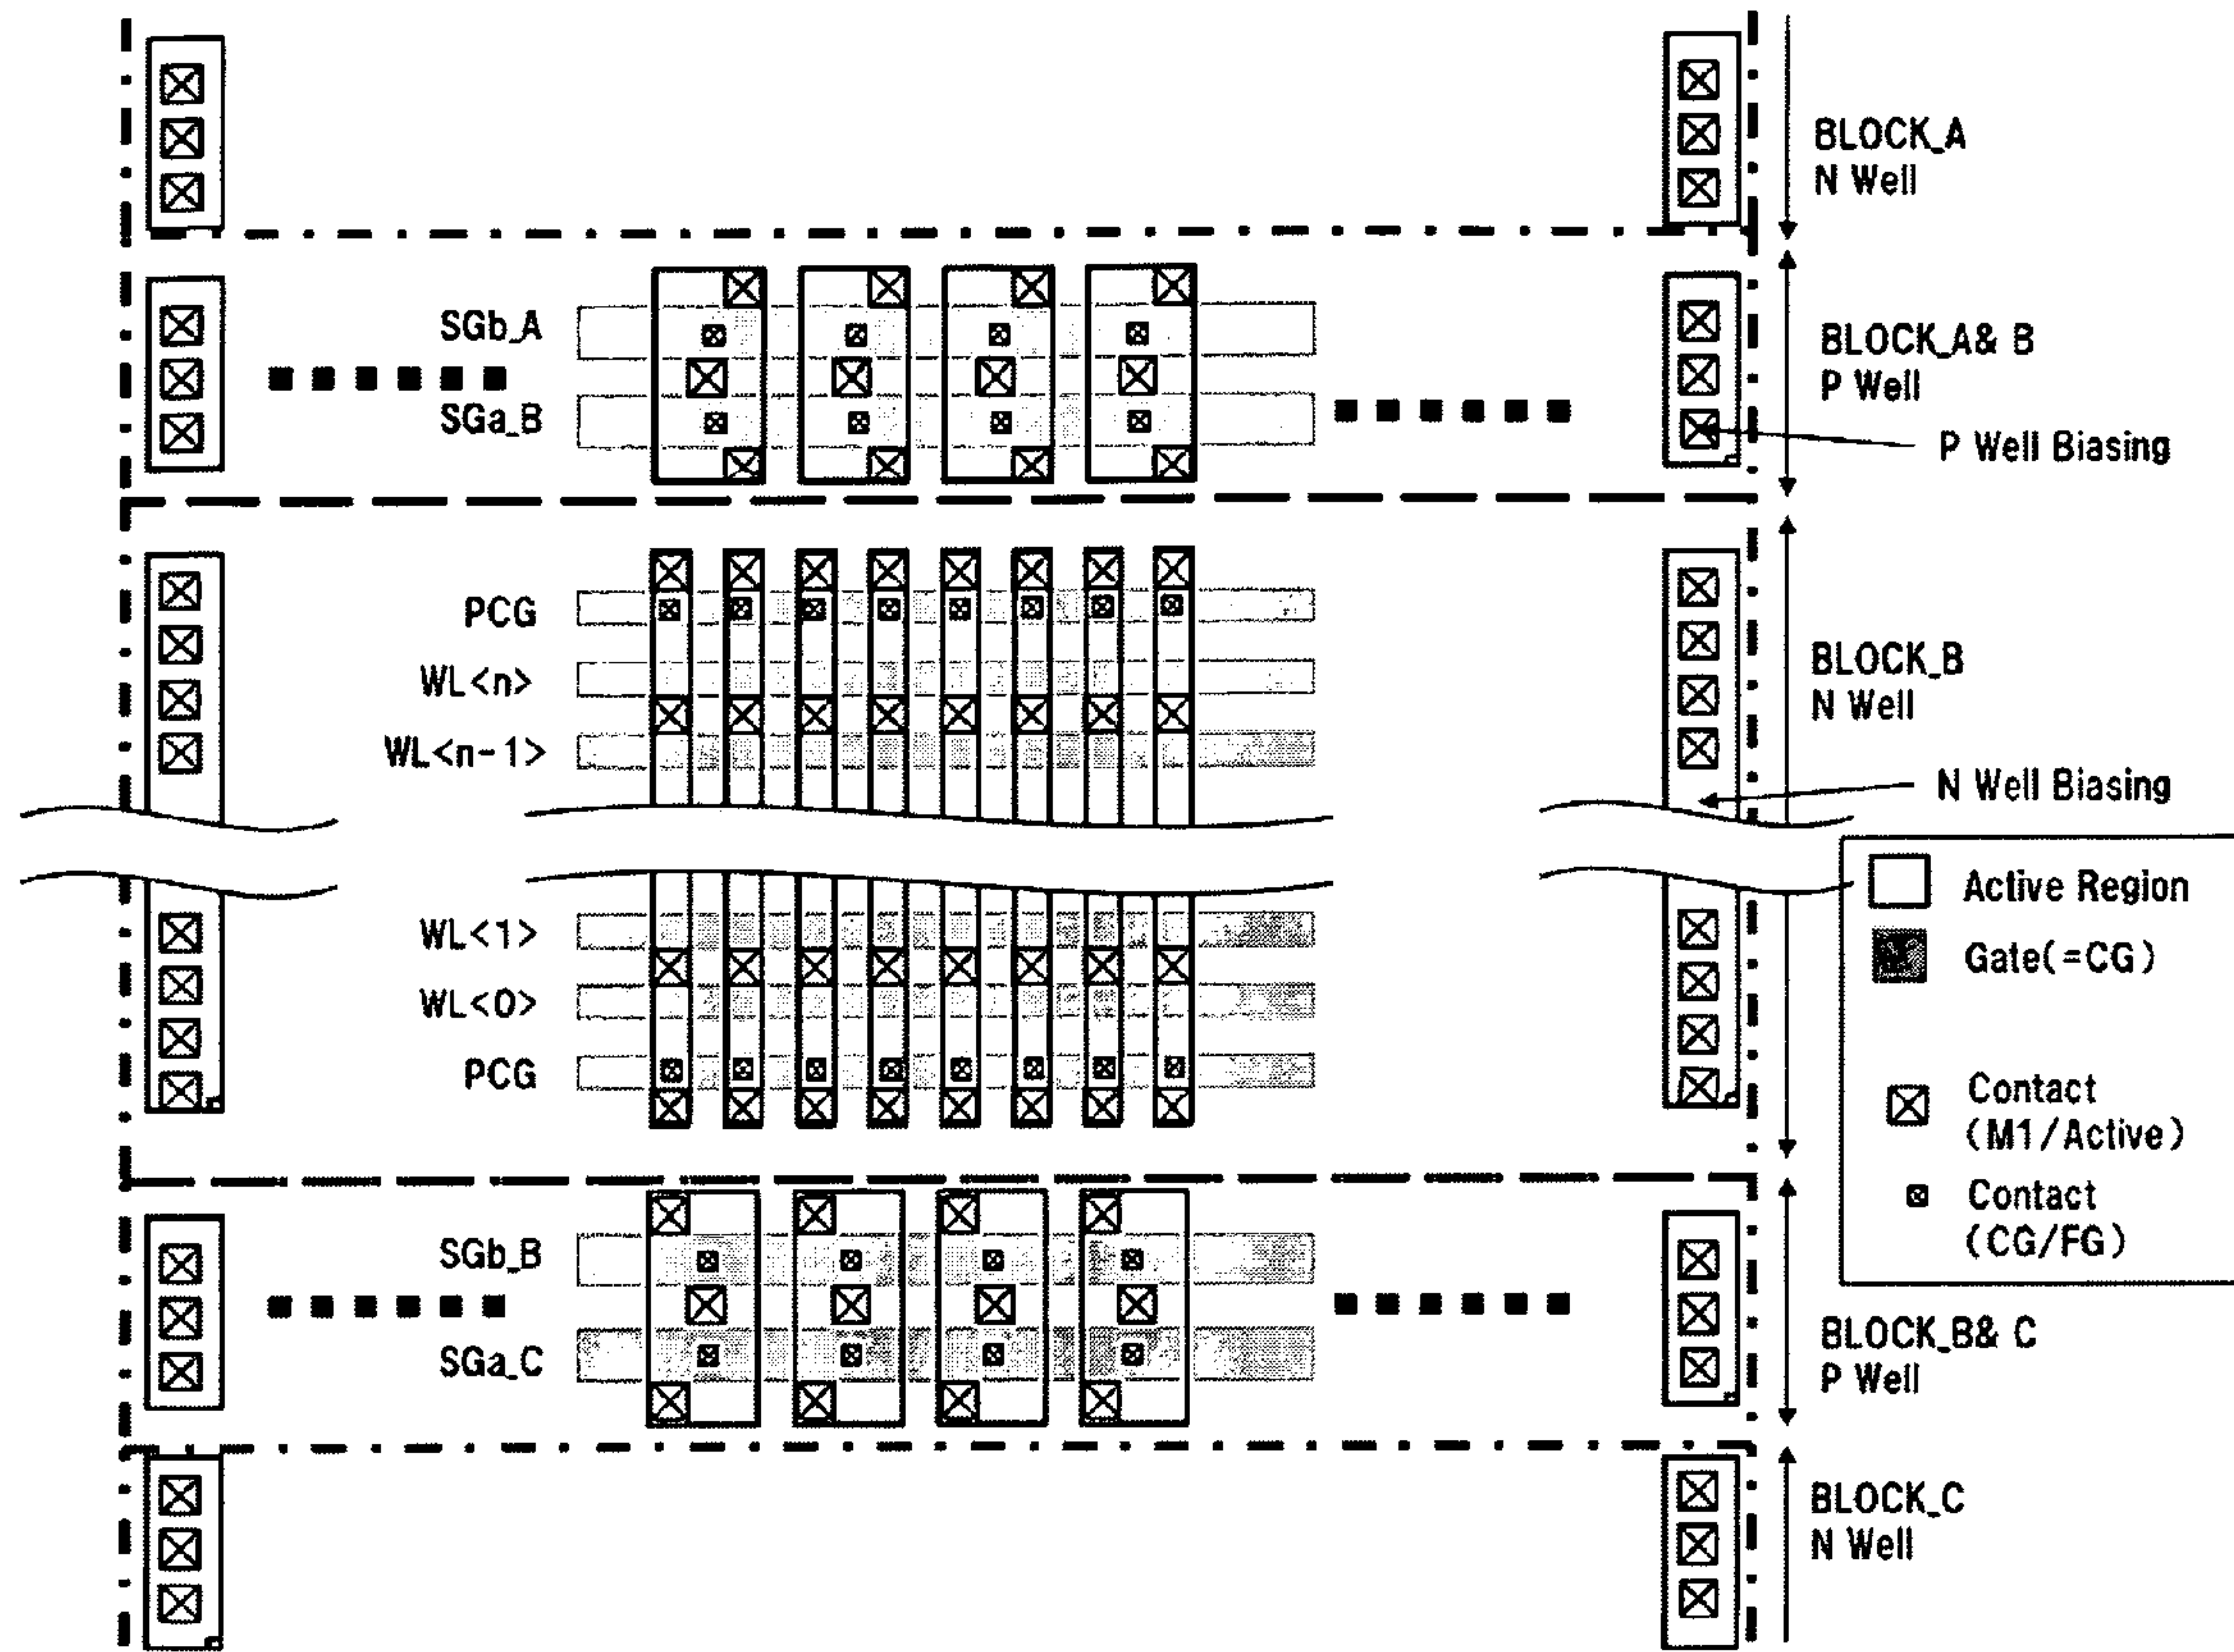 BLOCK_A
N Well
SGb_A
BLOCK_A& B
P Well
SGa_B
P Well Biasing
PCG
WL<n>
BLOCK_B
N Well
WL<n-1>
N Well Biasing
Active Region
WL<1>
Gate(=CG)
WL<0>
PCG
Contact
(M1/Active)
Contact
(CG/FG)
SGb_B
SGa_C
BLOCK_B& C
P Well
BLOCK_C
N Well